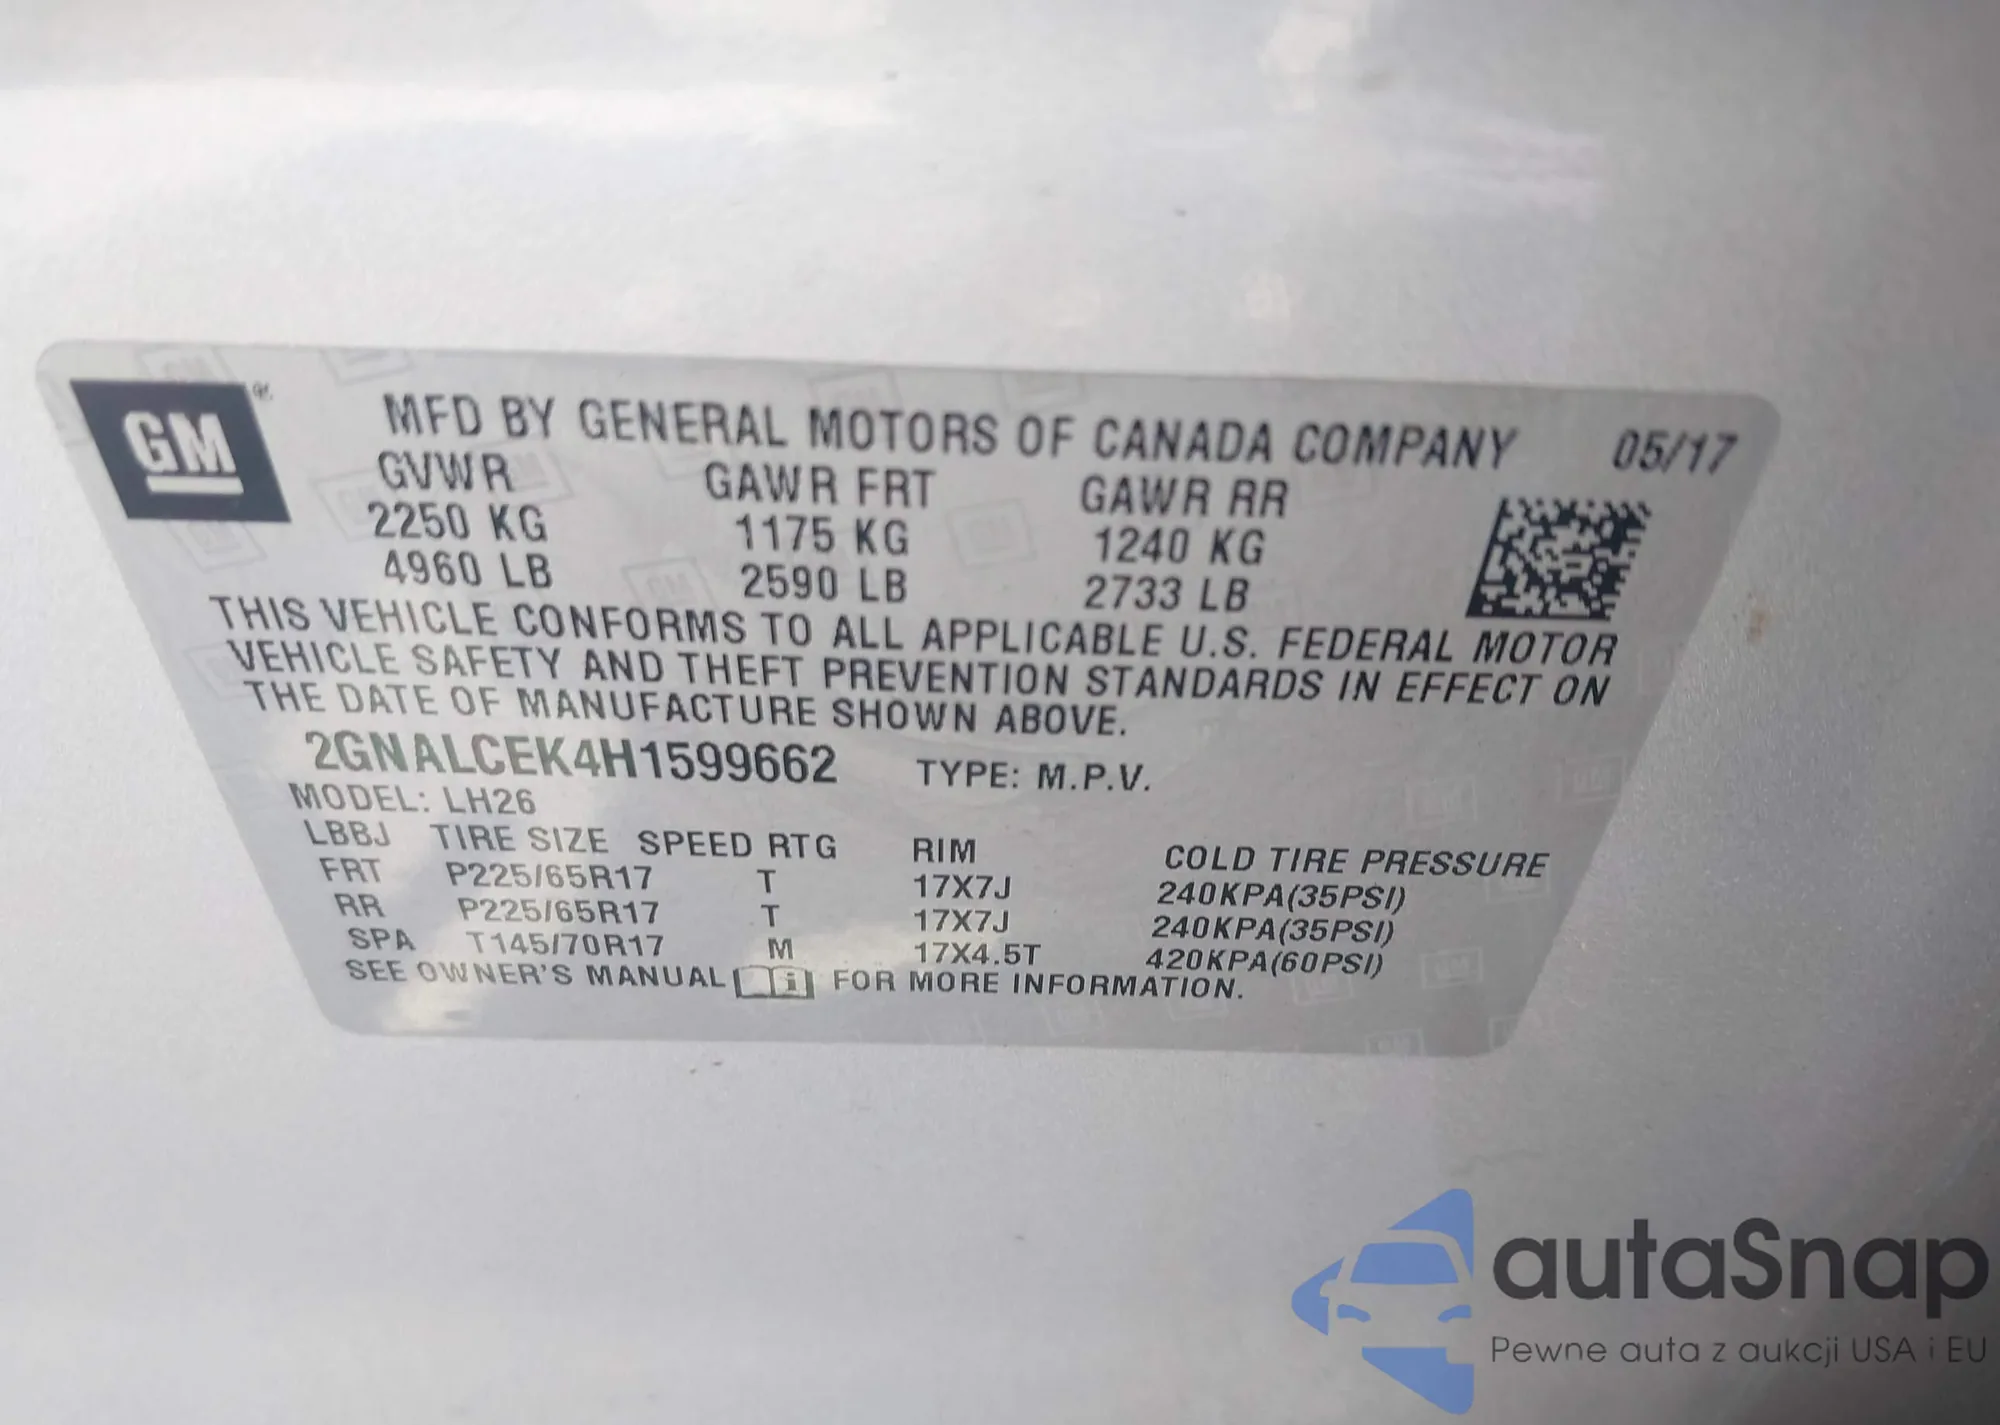 GM
MFD BY GENERAL MOTORS OF CANADA COMPANY 05/17
GVWR GAWR FRT GAWR RR
2250 KG 1175 KG 1240 KG
4960 LB 2590 LB 2733 LB
THIS VEHICLE CONFORMS TO ALL APPLICABLE U.S. FEDERAL MOTOR
VEHICLE SAFETY AND THEFT PREVENTION STANDARDS IN EFFECT ON
THE DATE OF MANUFACTURE SHOWN ABOVE.
2GNALCEK4H1599662 TYPE: M.P.V.
MODEL: LH26
LBBJ TIRE SIZE SPEED RTG RIM COLD TIRE PRESSURE
FRT P225/65R17 T 17X7J 240KPA(35PSI)
RR P225/65R17 T 17X7J 240KPA(35PSI)
SPA T145/70R17 M 17X4.5T 420KPA(60PSI)
SEE OWNER'S MANUAL i FOR MORE INFORMATION.
autaSnap
Pewne auta z aukcji USA i EU